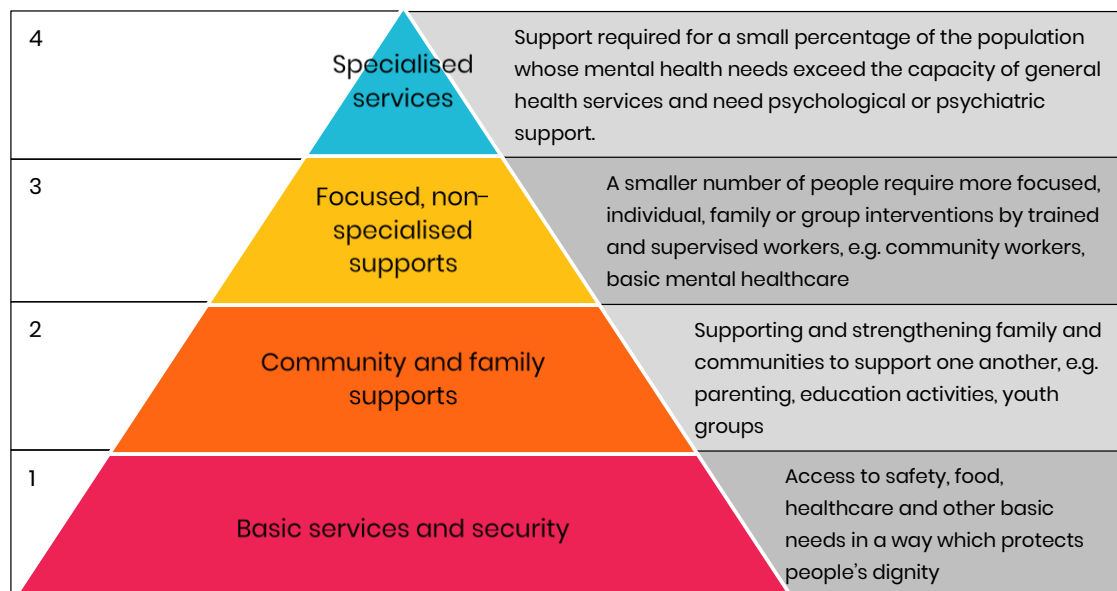 4
Specialised
services
Support required for a small percentage of the population
whose mental health needs exceed the capacity of general
health services and need psychological or psychiatric
support.
3
Focused, non-
specialised
supports
A smaller number of people require more focused,
individual, family or group interventions by trained
and supervised workers, e.g. community workers,
basic mental healthcare
2
Community and family
supports
Supporting and strengthening family and
communities to support one another, e.g.
parenting, education activities, youth
groups
1
Basic services and security
Access to safety, food,
healthcare and other basic
needs in a way which protects
people’s dignity